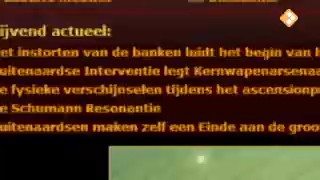 ijvend actueel:
et instorten van de banken luidt het begin van h
uitenaardse Interventie legt Kernwapenarsenaa
e fysieke verschijnselen tijdens het ascensionp
e Schumann Resonantie
uitenaardsen maken zelf een Einde aan de groo